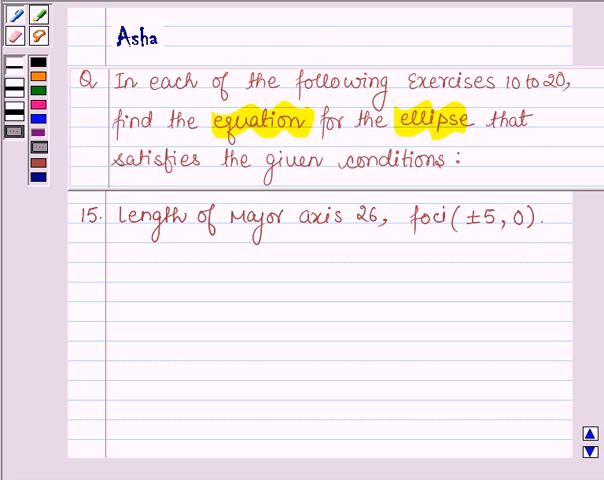 Asha
Q In each of the following Exercises 10 to 20,
find the equation for the ellipse that
satisfies the given conditions :
15. Length of Major axis 26, foci (±5, 0).